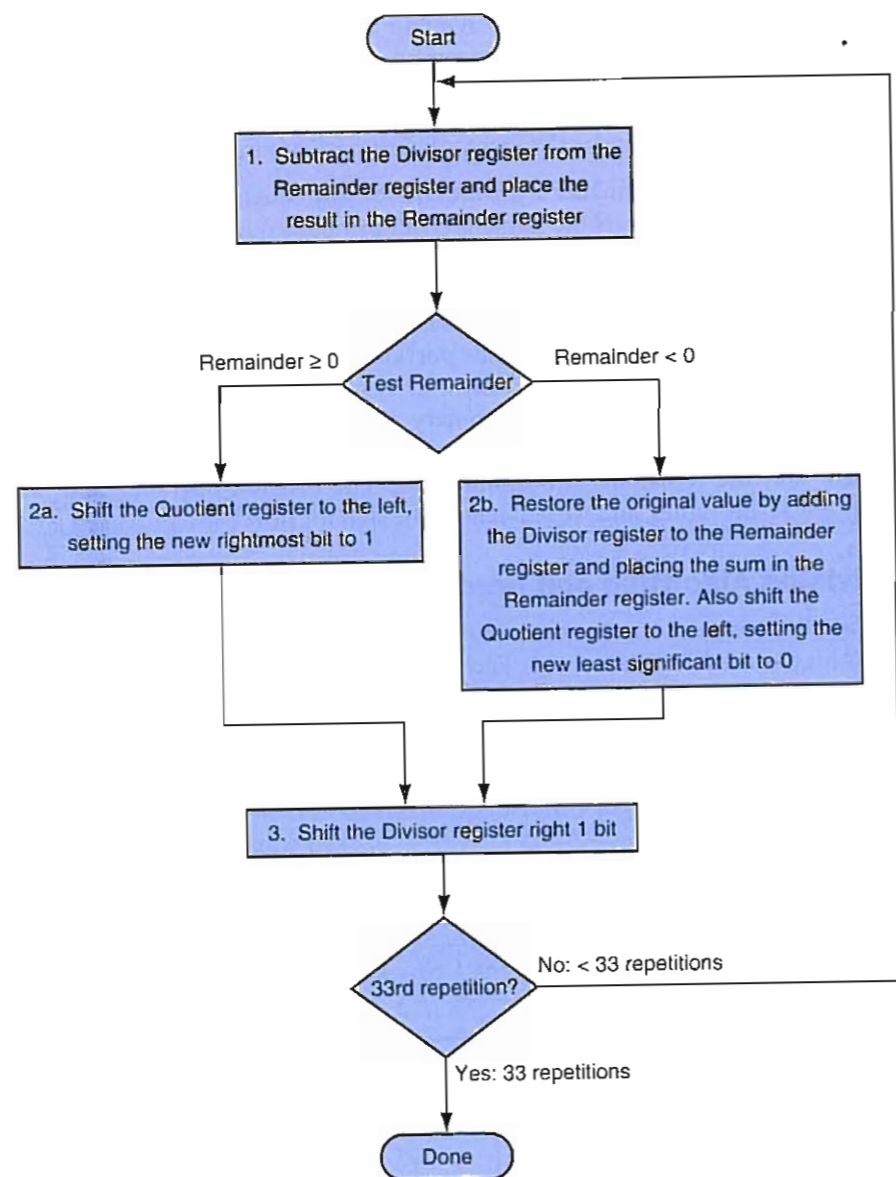 Start
1. Subtract the Divisor register from the
Remainder register and place the
result in the Remainder register
Remainder ≥ 0
Remainder < 0
Test Remainder
2a. Shift the Quotient register to the left,
setting the new rightmost bit to 1
2b. Restore the original value by adding
the Divisor register to the Remainder
register and placing the sum in the
Remainder register. Also shift the
Quotient register to the left, setting the
new least significant bit to 0
3. Shift the Divisor register right 1 bit
33rd repetition?
No: < 33 repetitions
Yes: 33 repetitions
Done